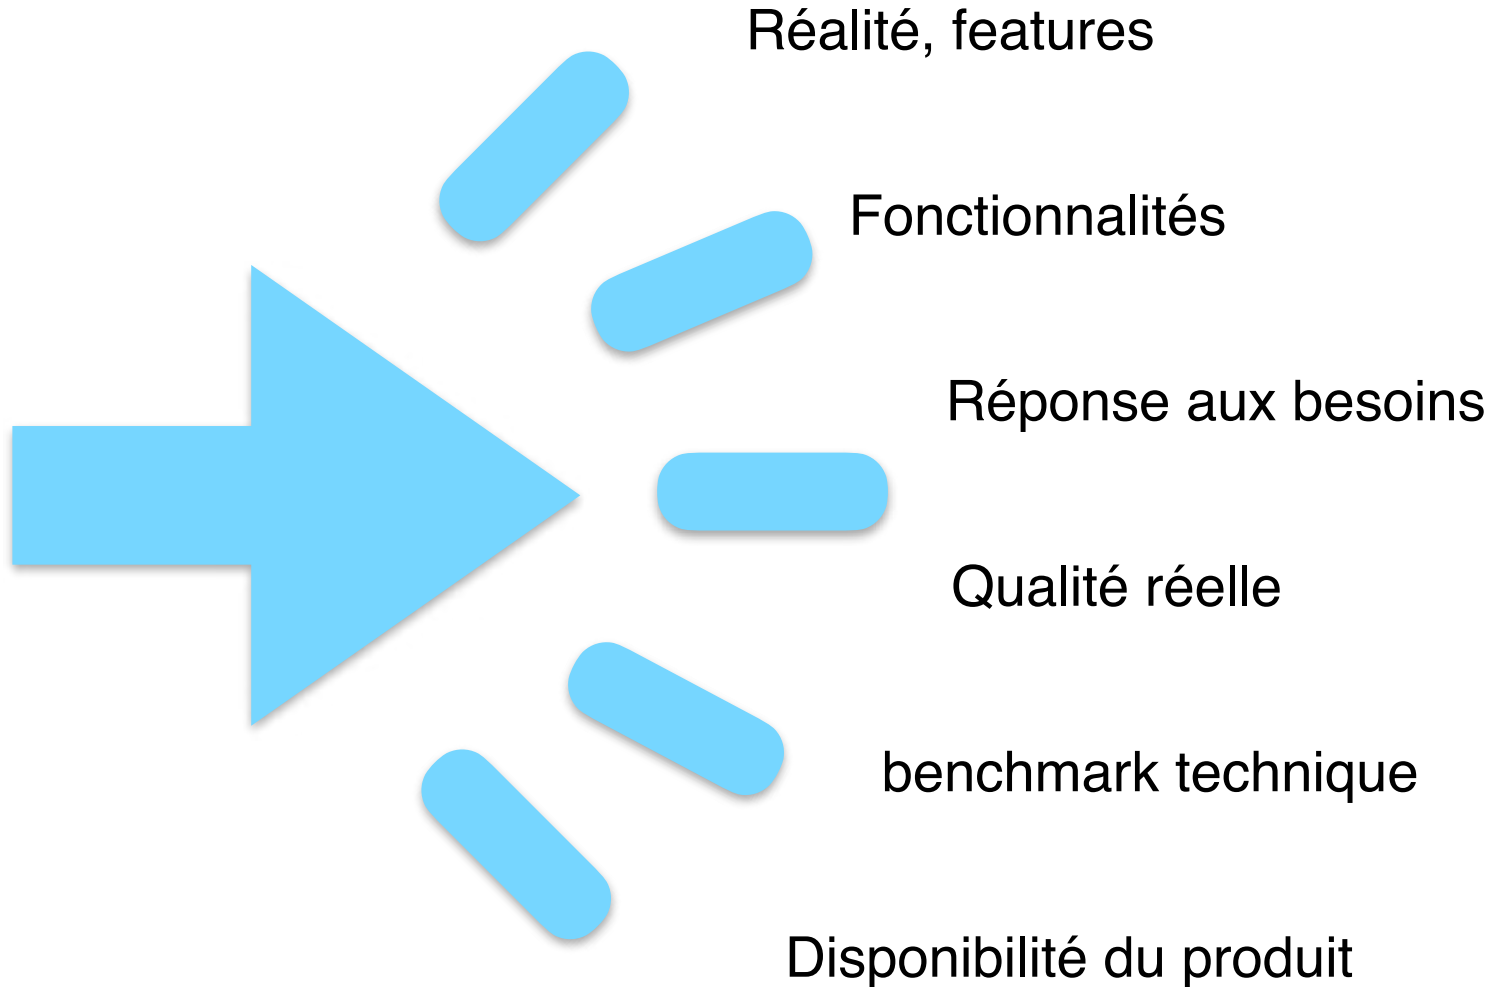 Réalité, features
Fonctionnalités
Réponse aux besoins
Qualité réelle
benchmark technique
Disponibilité du produit